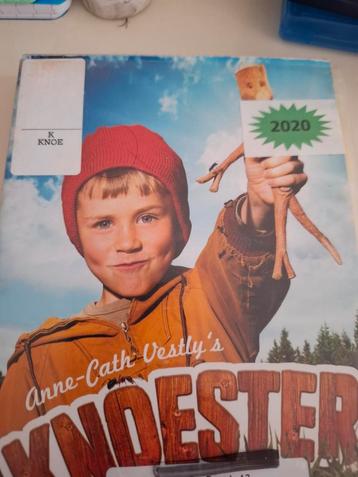 K
KNOE
2020
Anne-Cath Vestly's
KNOESTER